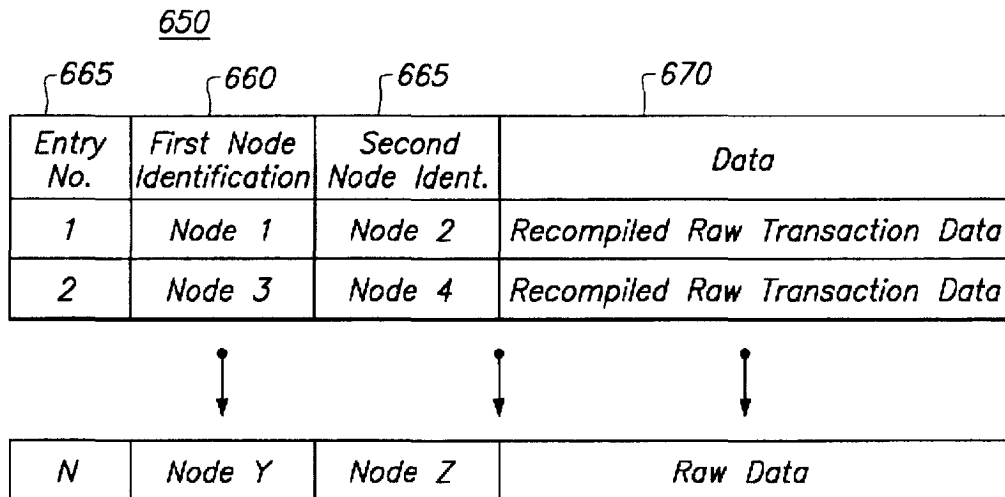 650
665 660 665 670
Entry No. First Node Identification Second Node Ident. Data
1 Node 1 Node 2 Recompiled Raw Transaction Data
2 Node 3 Node 4 Recompiled Raw Transaction Data
N Node Y Node Z Raw Data